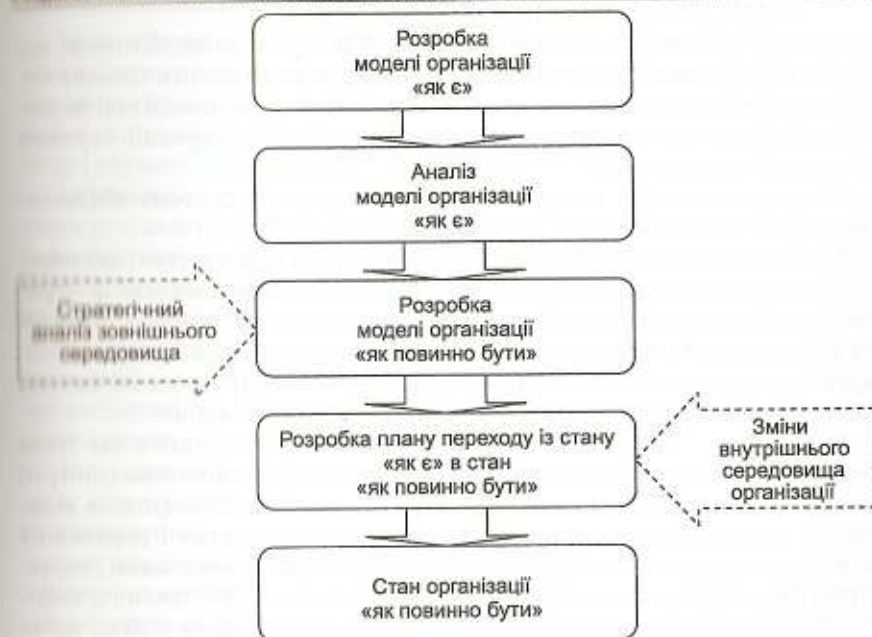 Розробка
моделі організації
«як є»
Аналіз
моделі організації
«як є»
Стратегічний
аналіз зовнішнього
середовища
Розробка
моделі організації
«як повинно бути»
Розробка плану переходу із стану
«як є» в стан
«як повинно бути»
Зміни
внутрішнього
середовища
організації
Стан організації
«як повинно бути»